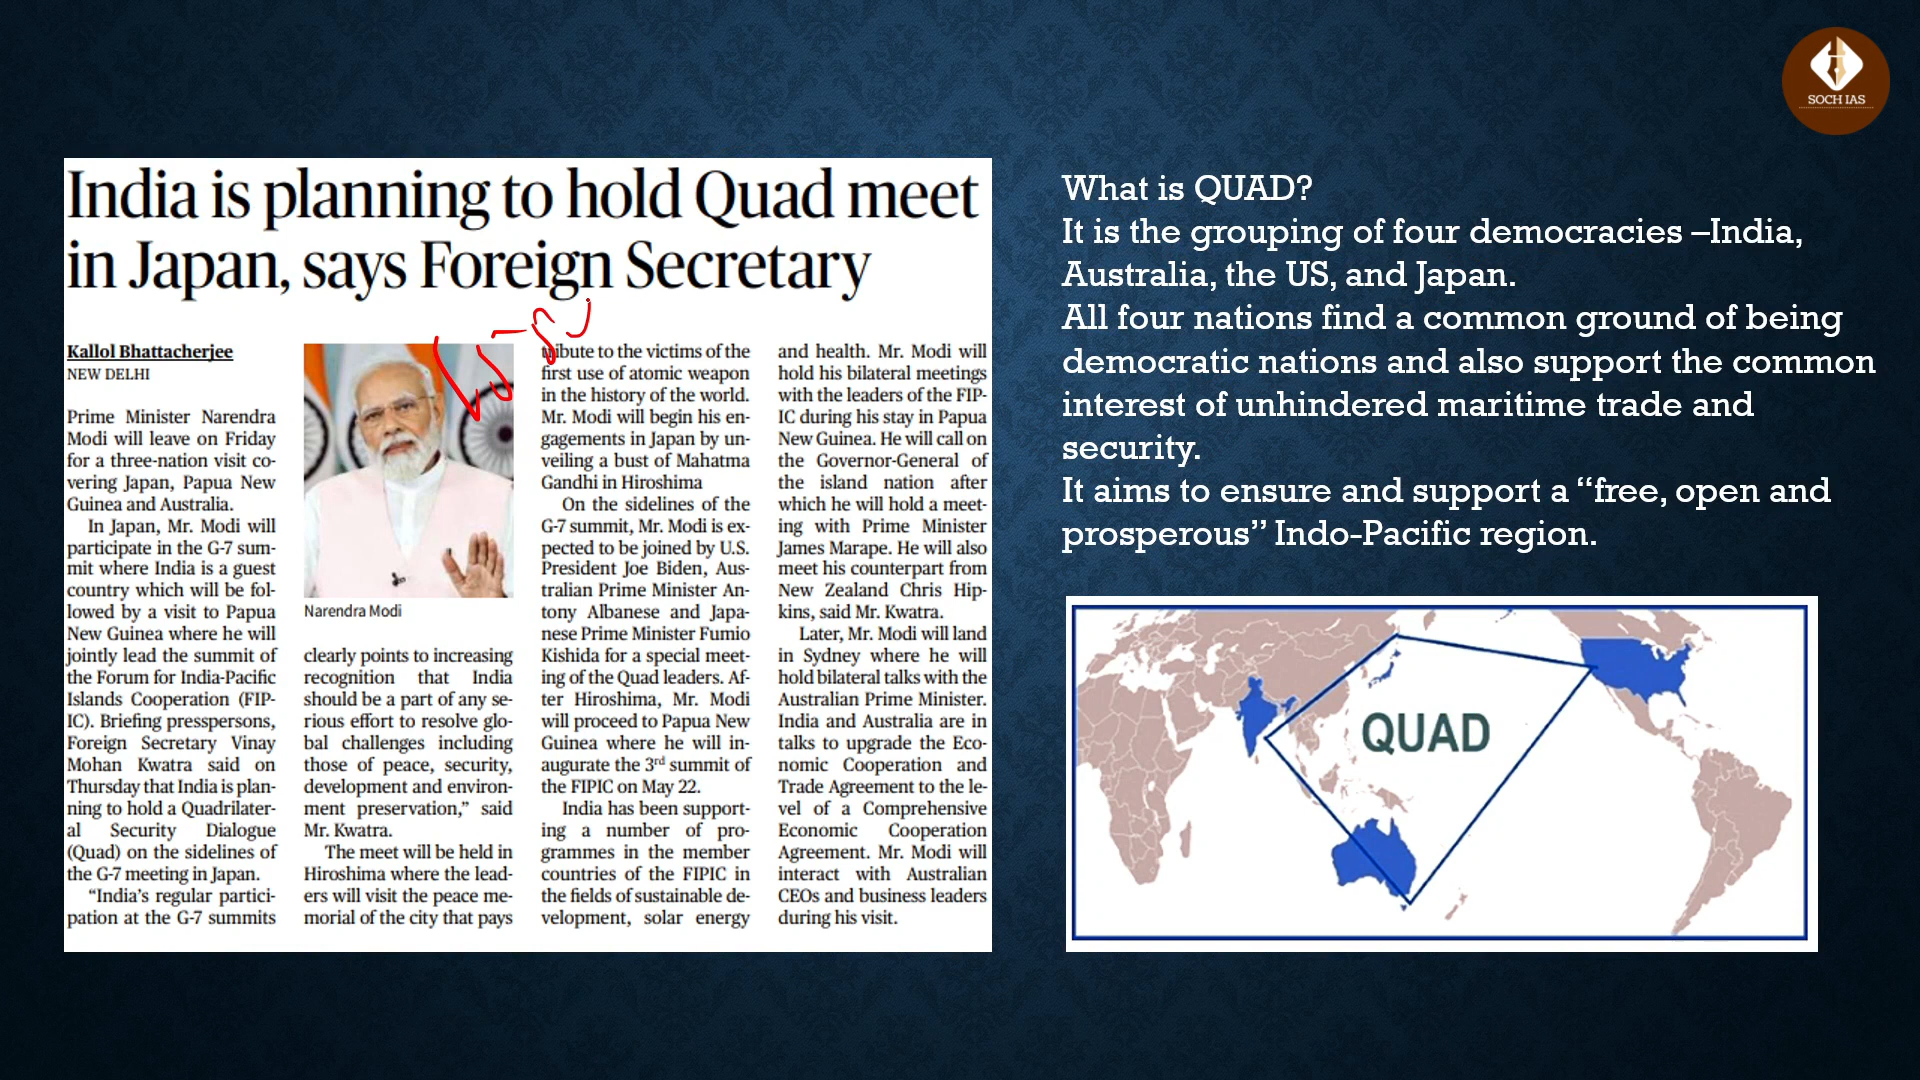 SOCH IAS
India is planning to hold Quad meet
in Japan, says Foreign Secretary
Kallol Bhattacherjee
NEW DELHI
Prime Minister Narendra
Modi will leave on Friday
for a three-nation visit co-
vering Japan, Papua New
Guinea and Australia.
In Japan, Mr. Modi will
participate in the G-7 sum-
mit where India is a guest
country which will be fol-
lowed by a visit to Papua
New Guinea where he will
jointly lead the summit of
the Forum for India-Pacific
Islands Cooperation (FIP-
IC). Briefing presspersons,
Foreign Secretary Vinay
Mohan Kwatra said on
Thursday that India is plan-
ning to hold a Quadrilater-
al Security Dialogue
(Quad) on the sidelines of
the G-7 meeting in Japan.
“India’s regular partici-
pation at the G-7 summits
Narendra Modi
clearly points to increasing
recognition that India
should be a part of any se-
rious effort to resolve glo-
bal challenges including
those of peace, security,
development and environ-
ment preservation,” said
Mr. Kwatra.
The meet will be held in
Hiroshima where the lead-
ers will visit the peace me-
morial of the city that pays
tribute to the victims of the
first use of atomic weapon
in the history of the world.
Mr. Modi will begin his en-
gagements in Japan by un-
veiling a bust of Mahatma
Gandhi in Hiroshima
On the sidelines of the
G-7 summit, Mr. Modi is ex-
pected to be joined by U.S.
President Joe Biden, Aus-
tralian Prime Minister An-
tony Albanese and Japa-
nese Prime Minister Fumio
Kishida for a special meet-
ing of the Quad leaders. Af-
ter Hiroshima, Mr. Modi
will proceed to Papua New
Guinea where he will in-
augurate the 3rd summit of
the FIPIC on May 22.
India has been support-
ing a number of pro-
grammes in the member
countries of the FIPIC in
the fields of sustainable de-
velopment, solar energy
and health. Mr. Modi will
hold his bilateral meetings
with the leaders of the FIP-
IC during his stay in Papua
New Guinea. He will call on
the Governor-General of
the island nation after
which he will hold a meet-
ing with Prime Minister
James Marape. He will also
meet his counterpart from
New Zealand Chris Hip-
kins, said Mr. Kwatra.
Later, Mr. Modi will land
in Sydney where he will
hold bilateral talks with the
Australian Prime Minister.
India and Australia are in
talks to upgrade the Eco-
nomic Cooperation and
Trade Agreement to the le-
vel of a Comprehensive
Economic Cooperation
Agreement. Mr. Modi will
interact with Australian
CEOs and business leaders
during his visit.
What is QUAD?
It is the grouping of four democracies –India,
Australia, the US, and Japan.
All four nations find a common ground of being
democratic nations and also support the common
interest of unhindered maritime trade and
security.
It aims to ensure and support a “free, open and
prosperous” Indo-Pacific region.
QUAD